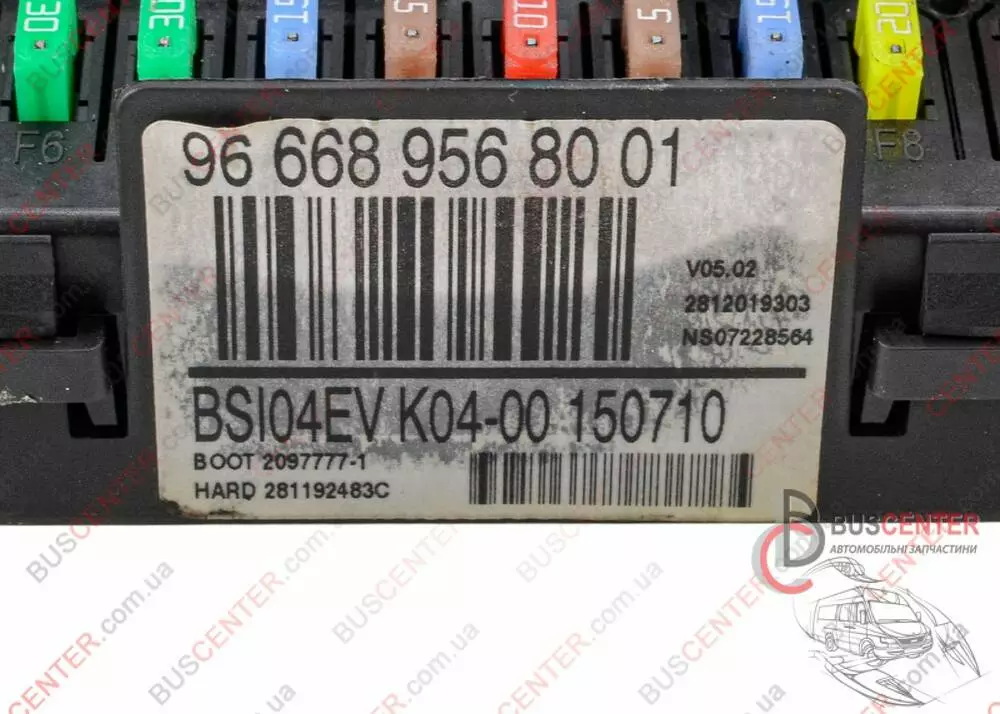 30
30
15
5
10
5
15
20
F6
F8
96 668 956 80 01
V05.02
2812019303
NS07228564
BSI04EV K04-00 150710
BOOT 2097777-1
HARD 281192483C
BUSCENTER
АВТОМОБІЛЬНІ ЗАПЧАСТИНИ
BUSCENTER.com.ua